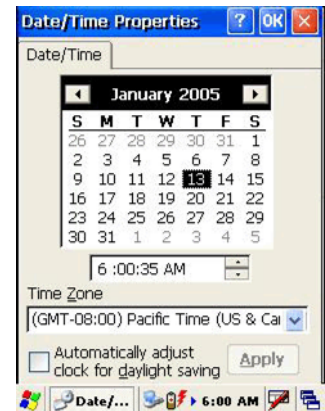 Date/Time Properties ? OK
Date/Time
January 2005
S M T W T F S
26 27 28 29 30 31 1
2 3 4 5 6 7 8
9 10 11 12 13 14 15
16 17 18 19 20 21 22
23 24 25 26 27 28 29
30 31 1 2 3 4 5
6 :00:35 AM
Time Zone
(GMT-08:00) Pacific Time (US & Ca
Automatically adjust
clock for daylight saving
Apply
Date/... 6:00 AM